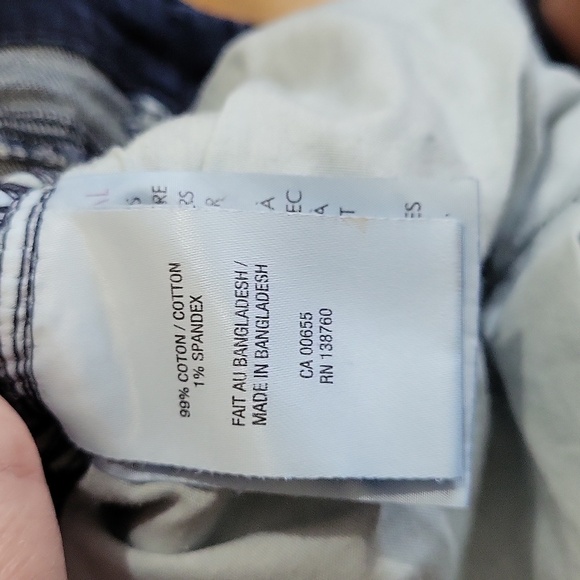 99% COTON / COTTON
1% SPANDEX
FAIT AU BANGLADESH /
MADE IN BANGLADESH
CA 00655
RN 138760